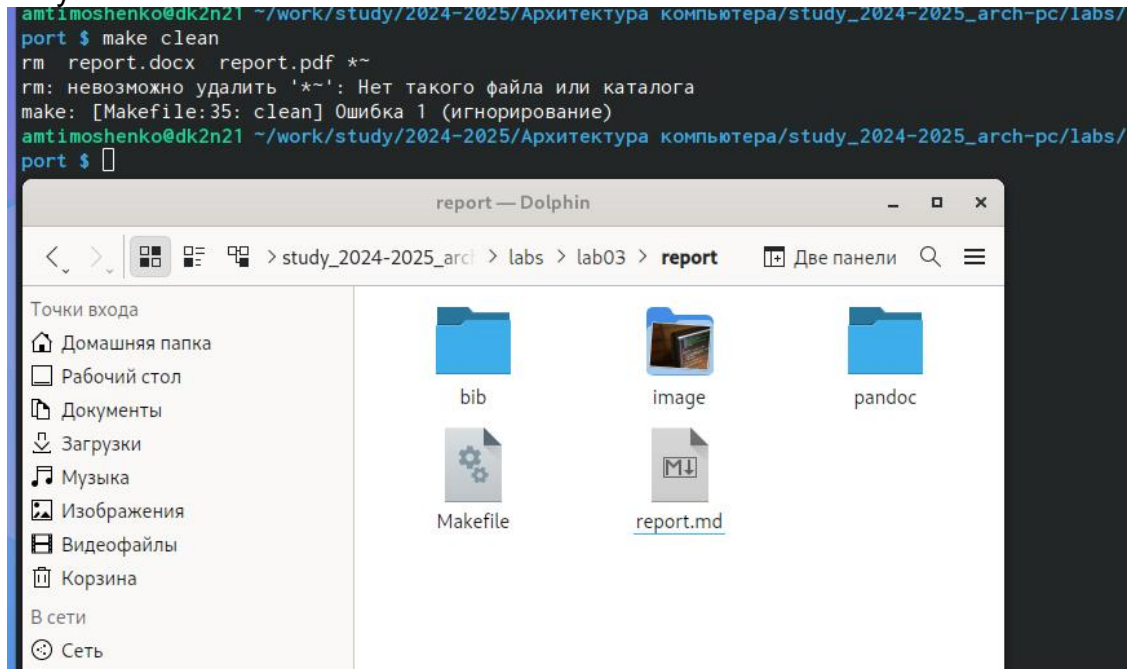 amtimoshenko@dk2n21 ~/work/study/2024-2025/Архитектура компьютера/study_2024-2025_arch-pc/labs/
port $ make clean
rm  report.docx  report.pdf *~
rm: невозможно удалить '*~': Нет такого файла или каталога
make: [Makefile:35: clean] Ошибка 1 (игнорирование)
amtimoshenko@dk2n21 ~/work/study/2024-2025/Архитектура компьютера/study_2024-2025_arch-pc/labs/
port $
report — Dolphin
> study_2024-2025_arc > labs > lab03 > report Две панели
Точки входа
Домашняя папка
Рабочий стол
Документы
Загрузки
Музыка
Изображения
Видеофайлы
Корзина
В сети
Сеть
bib image pandoc
Makefile report.md